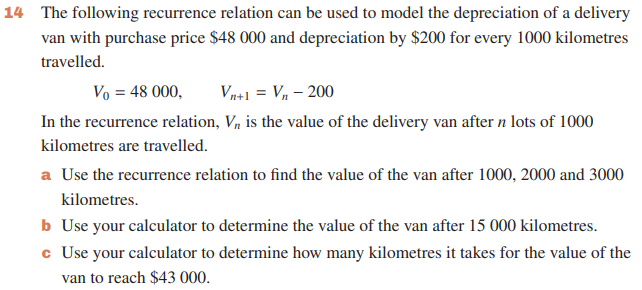 14 The following recurrence relation can be used to model the depreciation of a delivery
van with purchase price $48 000 and depreciation by $200 for every 1000 kilometres
travelled.
V₀ = 48 000, Vₙ₊₁ = Vₙ − 200
In the recurrence relation, Vₙ is the value of the delivery van after n lots of 1000
kilometres are travelled.
a Use the recurrence relation to find the value of the van after 1000, 2000 and 3000
kilometres.
b Use your calculator to determine the value of the van after 15 000 kilometres.
c Use your calculator to determine how many kilometres it takes for the value of the
van to reach $43 000.